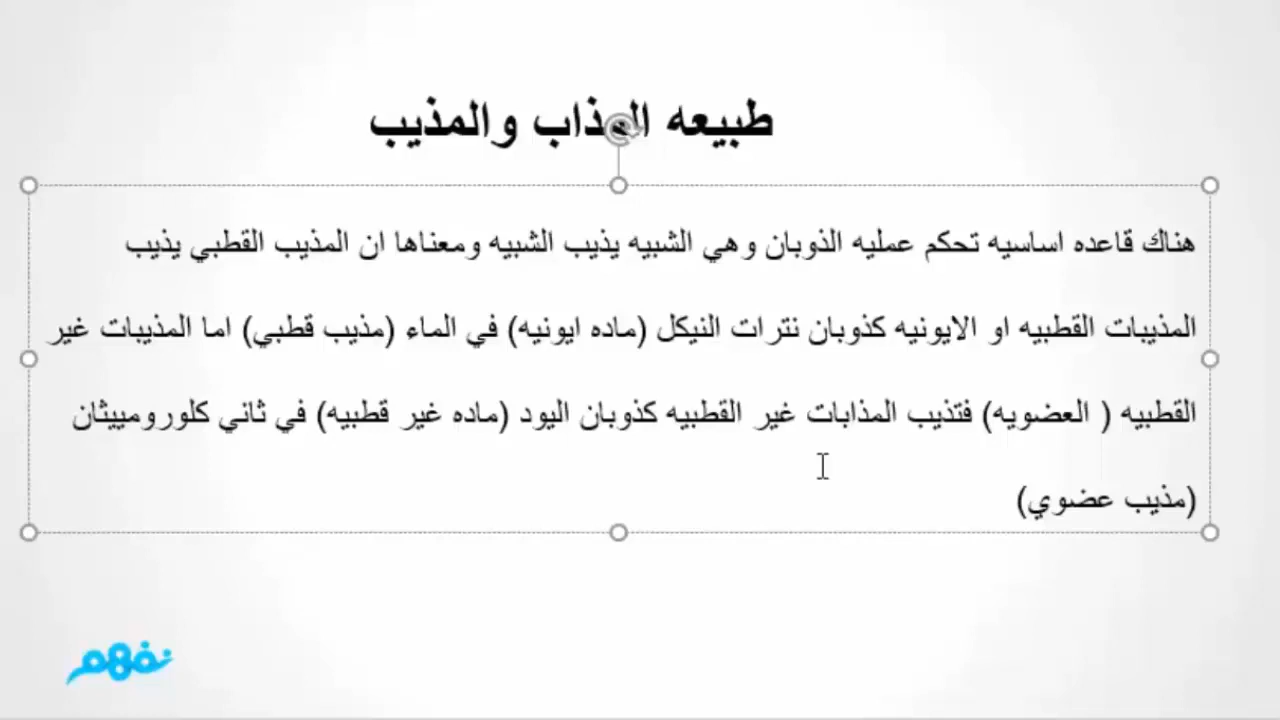 طبيعه المذاب والمذيب
هناك قاعده اساسيه تحكم عمليه الذوبان وهي الشبيه يذيب الشبيه ومعناها ان المذيب القطبي يذيب
المذيبات القطبيه او الايونيه كذوبان نترات النيكل (ماده ايونيه) في الماء (مذيب قطبي) اما المذيبات غير
القطبيه ( العضويه) فتذيب المذابات غير القطبيه كذوبان اليود (ماده غير قطبيه) في ثاني كلورومييثان
(مذيب عضوي)
نفهم